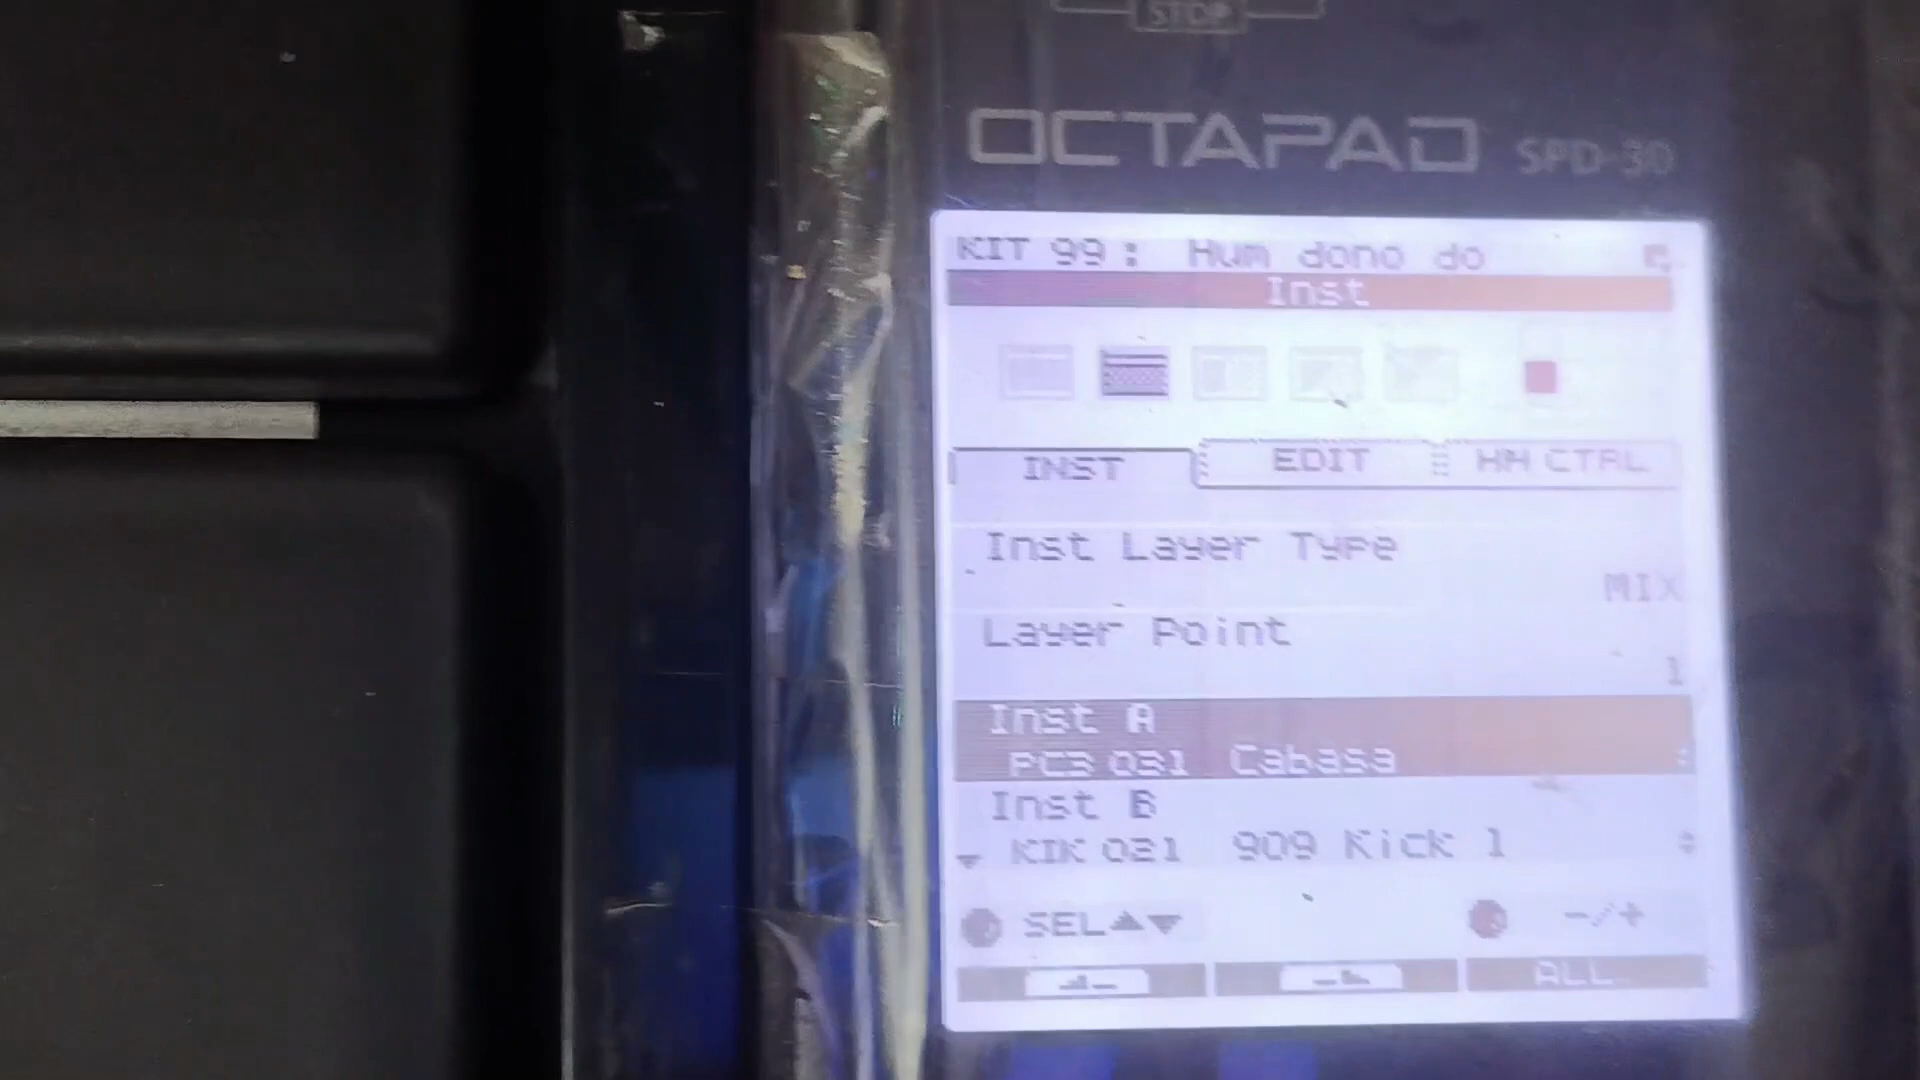 STOP
OCTAPAD SPD-30
KIT 99: Hum dono do
Inst
INST EDIT HH CTRL
Inst Layer Type
MIX
Layer Point
1
Inst A
PC3 031 Cabasa
Inst B
KIK 031 909 Kick 1
SEL▲▼ -/+
ALL